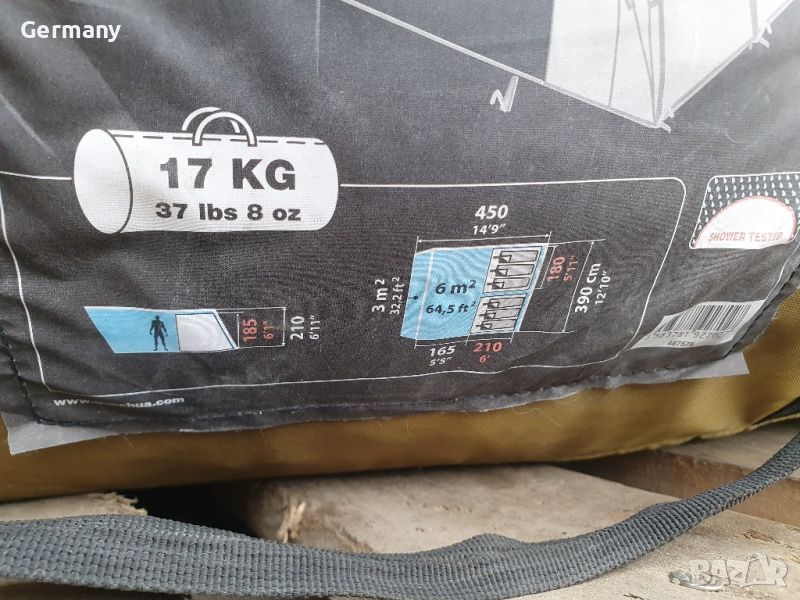 Germany
17 KG
37 lbs 8 oz
450
14'9"
SHOWER TESTED
3 m²
32,2 ft²
6 m²
64,5 ft²
180
5'11"
390 cm
12'10"
185
6'1"
210
6'11"
165
5'5"
210
6'
487576
BAZAR